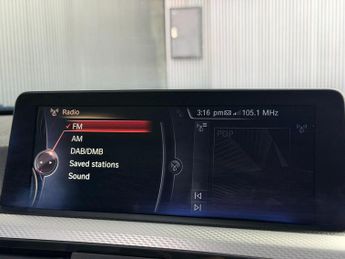 Radio
3:16 pm 105.1 MHz
✓ FM
AM
DAB/DMB
Saved stations
Sound